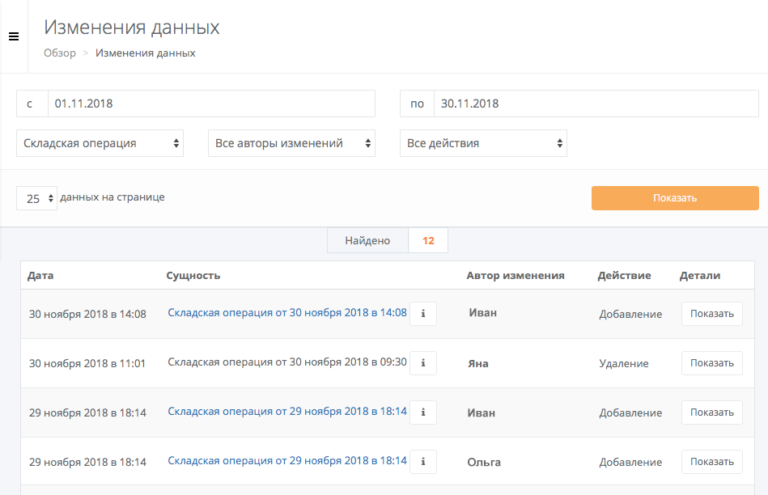 Изменения данных
Обзор > Изменения данных
с 01.11.2018 по 30.11.2018
Складская операция Все авторы изменений Все действия
25 данных на странице Показать
Найдено 12
Дата Сущность Автор изменения Действие Детали
30 ноября 2018 в 14:08 Складская операция от 30 ноября 2018 в 14:08 i Иван Добавление Показать
30 ноября 2018 в 11:01 Складская операция от 30 ноября 2018 в 09:30 i Яна Удаление Показать
29 ноября 2018 в 18:14 Складская операция от 29 ноября 2018 в 18:14 i Иван Добавление Показать
29 ноября 2018 в 18:14 Складская операция от 29 ноября 2018 в 18:14 i Ольга Добавление Показать